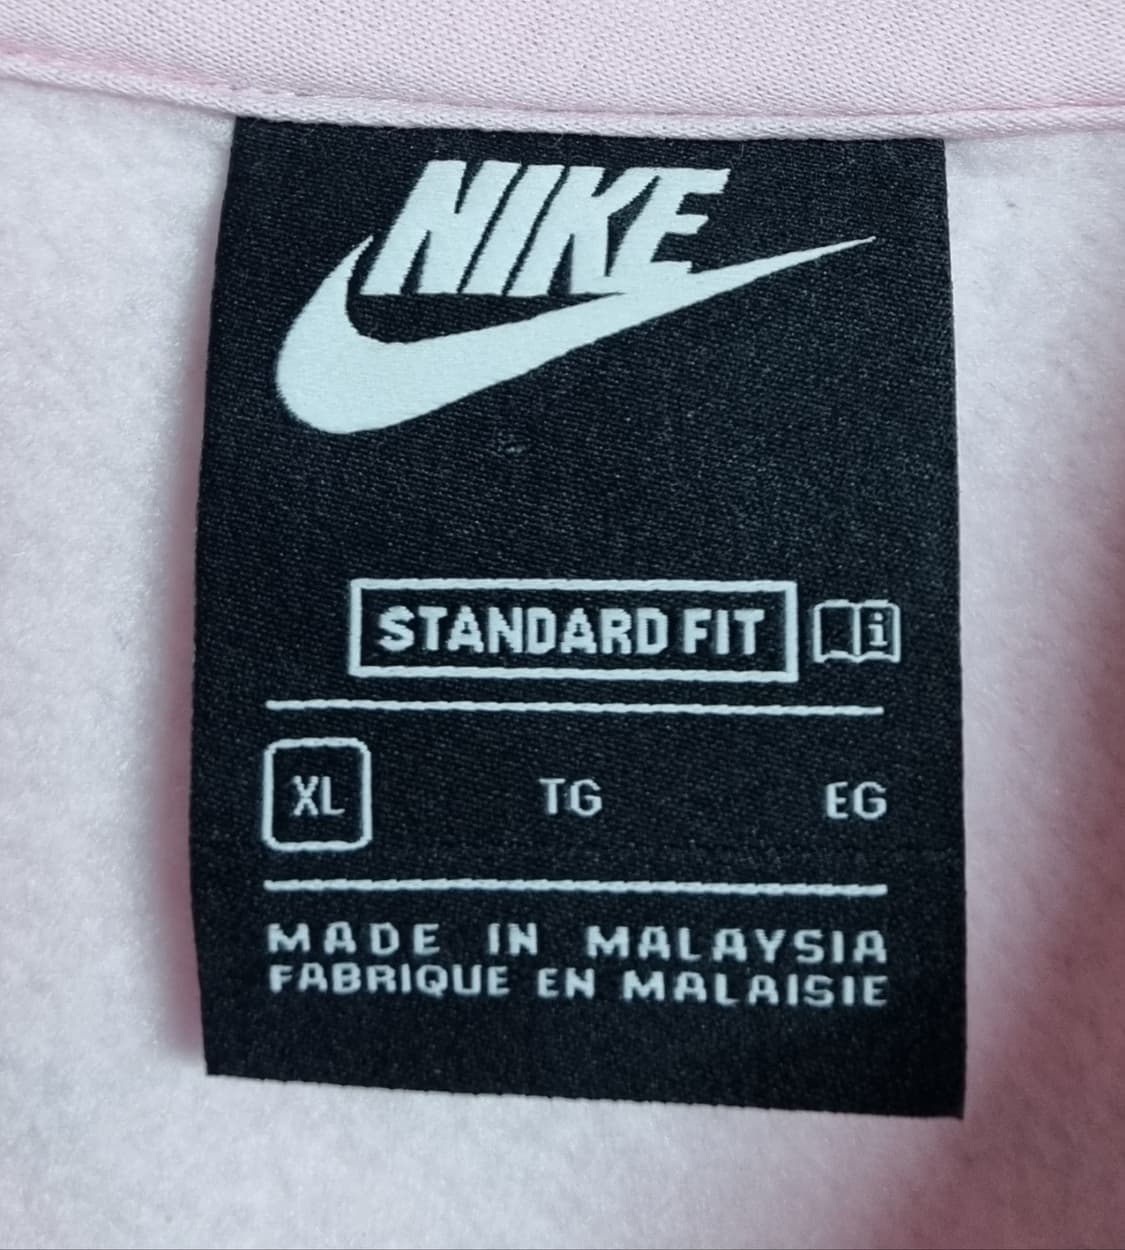 NIKE
STANDARD FIT i
XL TG EG
MADE IN MALAYSIA
FABRIQUE EN MALAISIE